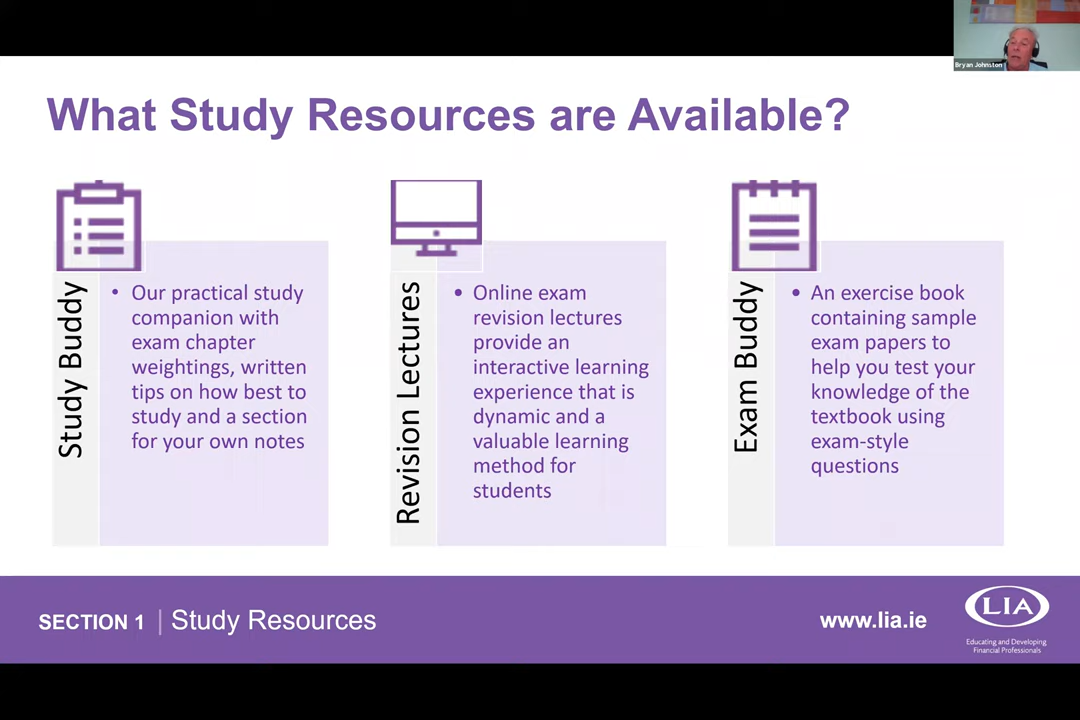 Bryan Johnston
What Study Resources are Available?
Study Buddy
• Our practical study
companion with
exam chapter
weightings, written
tips on how best to
study and a section
for your own notes
Revision Lectures
• Online exam
revision lectures
provide an
interactive learning
experience that is
dynamic and a
valuable learning
method for
students
Exam Buddy
• An exercise book
containing sample
exam papers to
help you test your
knowledge of the
textbook using
exam-style
questions
SECTION 1 | Study Resources
www.lia.ie
LIA
Educating and Developing
Financial Professionals